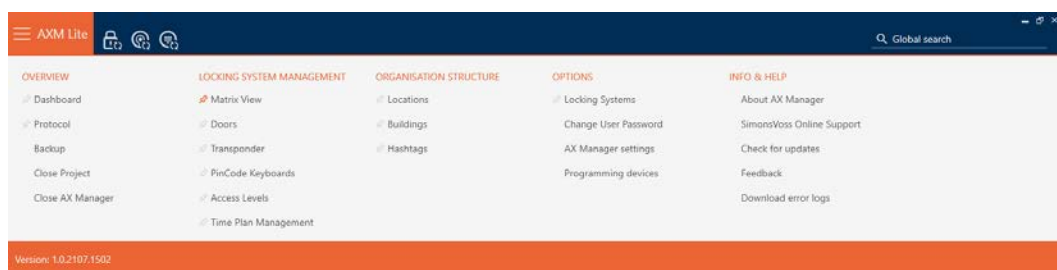 AXM Lite
Global search
OVERVIEW
Dashboard
Protocol
Backup
Close Project
Close AX Manager
LOCKING SYSTEM MANAGEMENT
Matrix View
Doors
Transponder
PinCode Keyboards
Access Levels
Time Plan Management
ORGANISATION STRUCTURE
Locations
Buildings
Hashtags
OPTIONS
Locking Systems
Change User Password
AX Manager settings
Programming devices
INFO & HELP
About AX Manager
SimonsVoss Online Support
Check for updates
Feedback
Download error logs
Version: 1.0.2107.1502